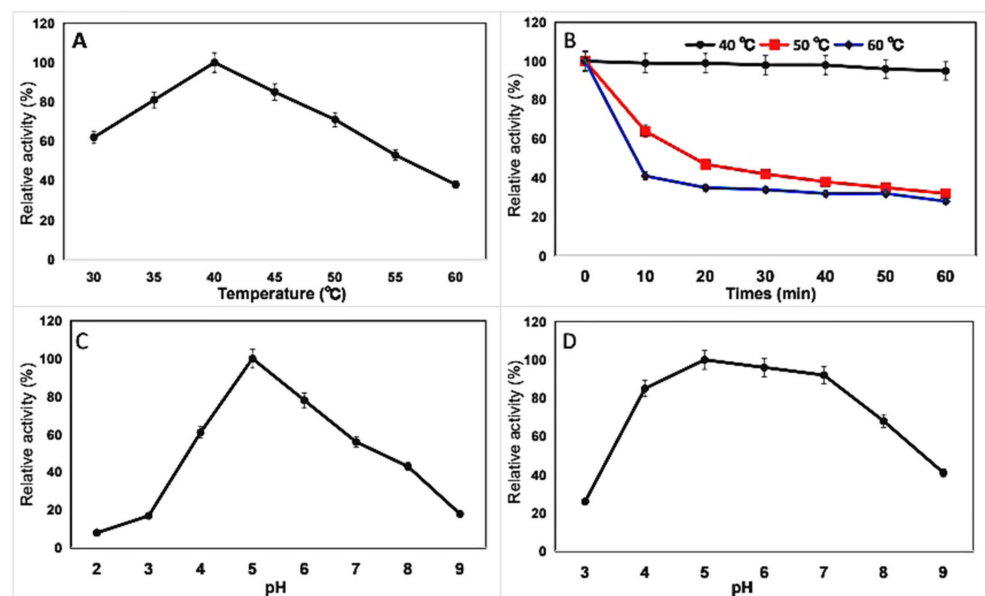 A
Relative activity (%)
120
100
80
60
40
20
0
30 35 40 45 50 55 60
Temperature (℃)
B
40 ℃ 50 ℃ 60 ℃
Relative activity (%)
120
100
80
60
40
20
0
0 10 20 30 40 50 60
Times (min)
C
Relative activity (%)
120
100
80
60
40
20
0
2 3 4 5 6 7 8 9
pH
D
Relative activity (%)
120
100
80
60
40
20
0
3 4 5 6 7 8 9
pH